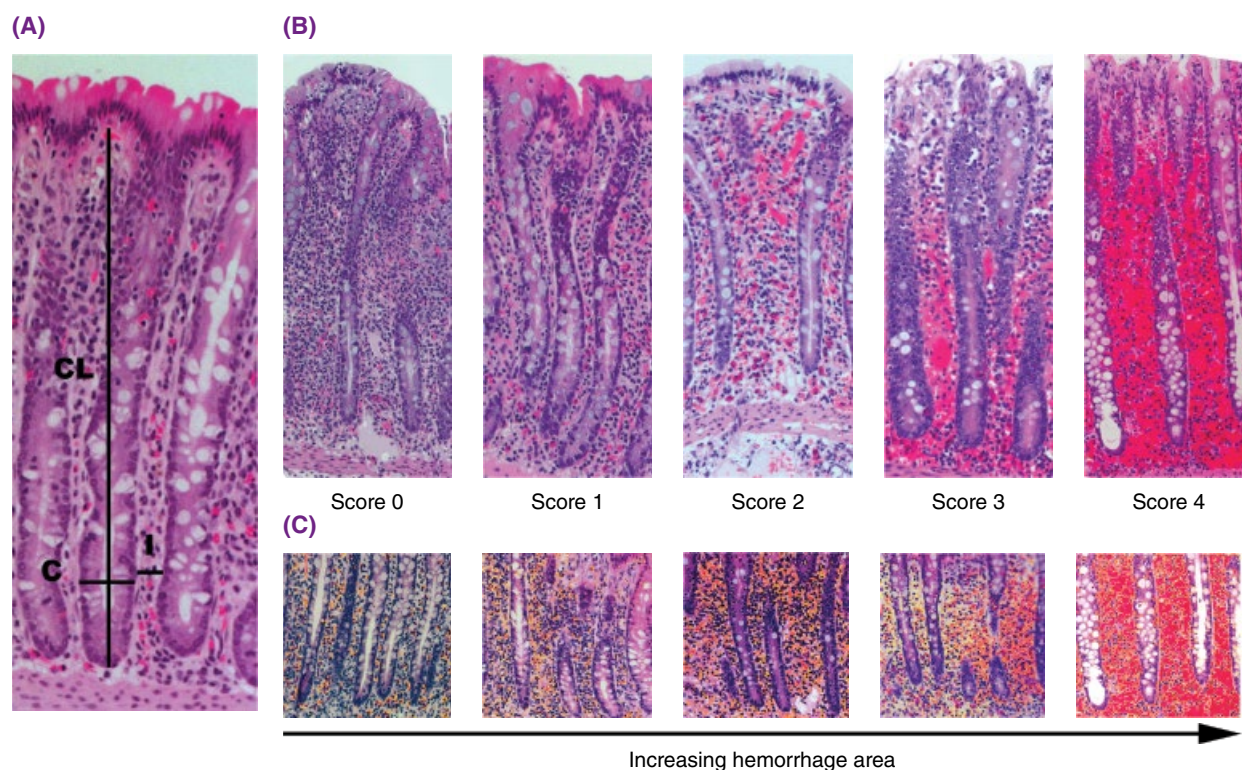 (A)
(B)
CL
C
I
Score 0
Score 1
Score 2
Score 3
Score 4
(C)
Increasing hemorrhage area